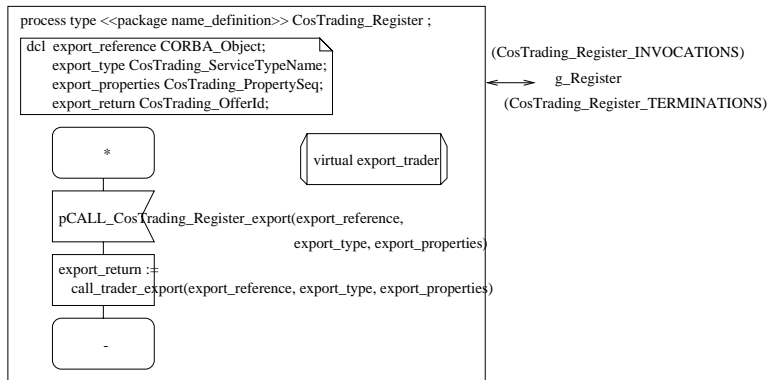 process type <<package name_definition>> CosTrading_Register ;
dcl export_reference CORBA_Object;
export_type CosTrading_ServiceTypeName;
export_properties CosTrading_PropertySeq;
export_return CosTrading_OfferId;
(CosTrading_Register_INVOCATIONS)
g_Register
(CosTrading_Register_TERMINATIONS)
*
virtual export_trader
pCALL_CosTrading_Register_export(export_reference,
export_type, export_properties)
export_return :=
call_trader_export(export_reference, export_type, export_properties)
-